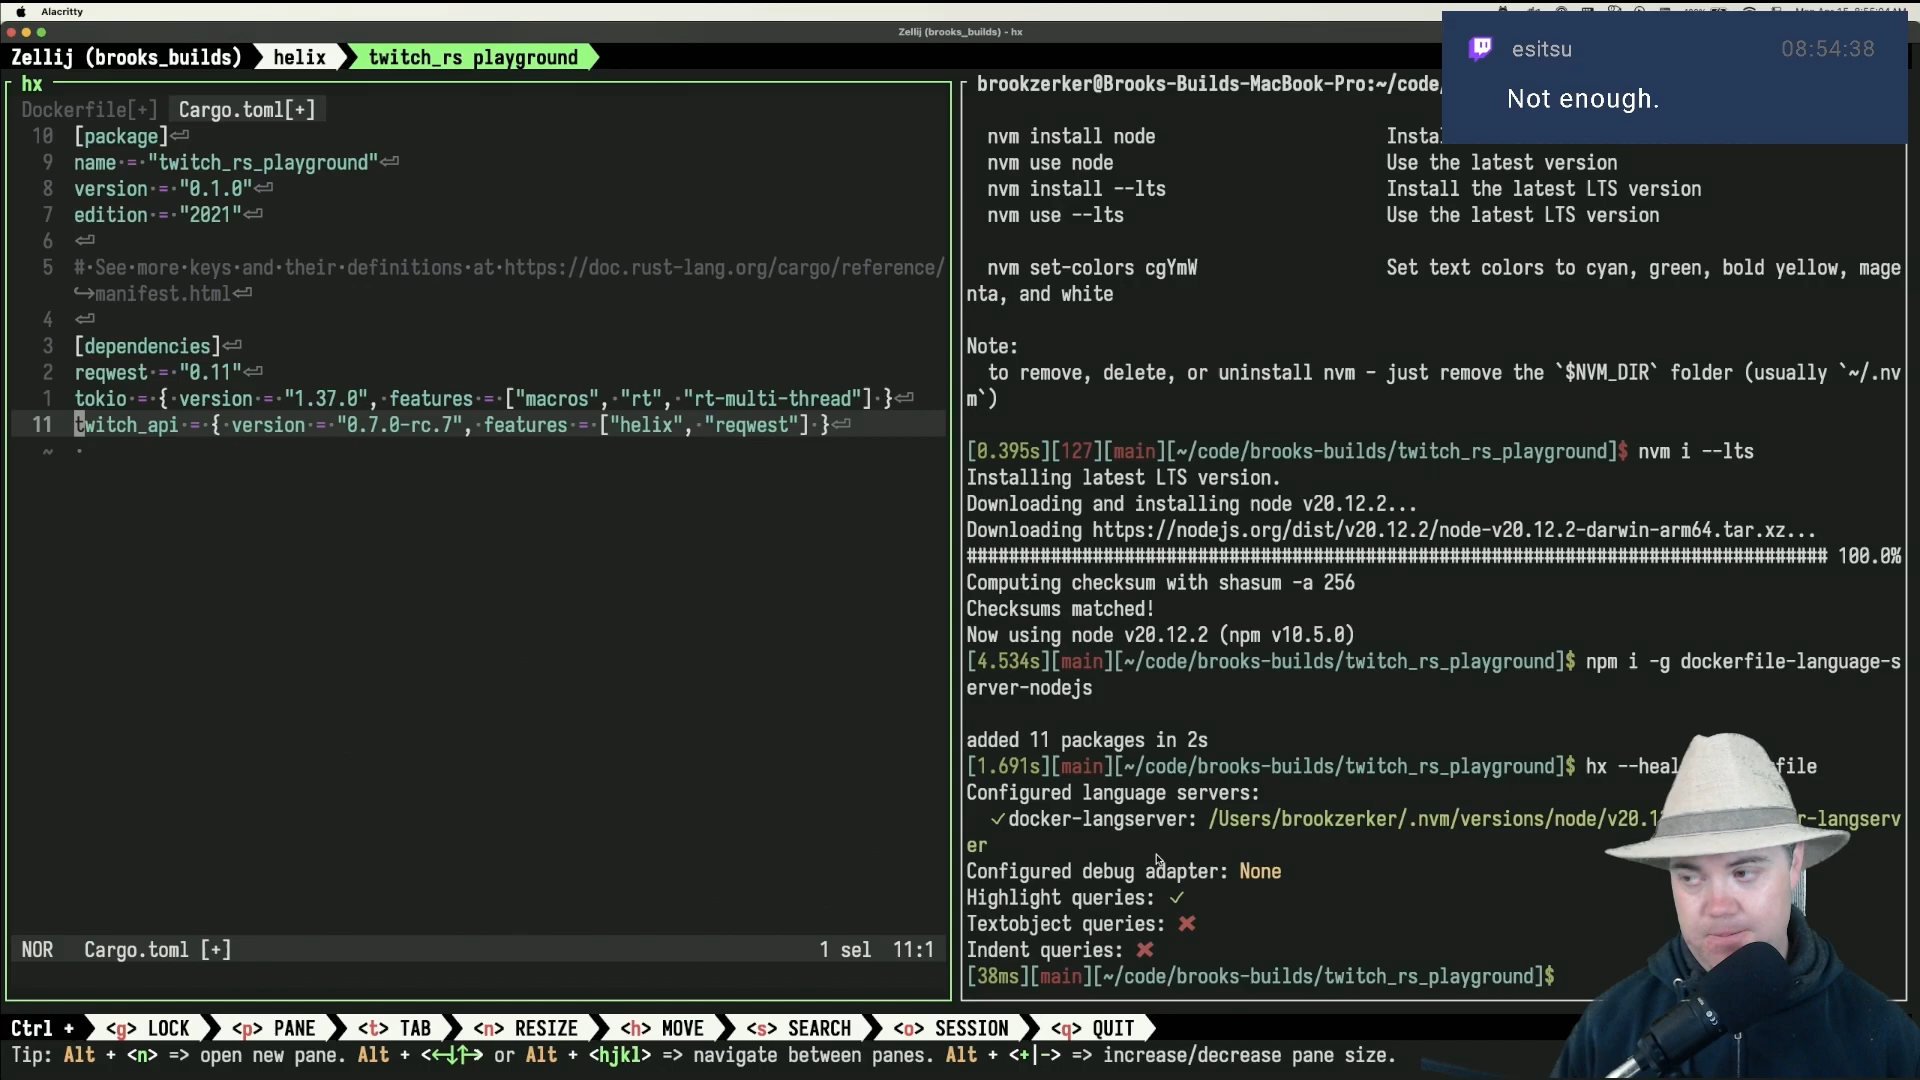 Alacritty
Zellij (brooks_builds) - hx
Zellij (brooks_builds) helix twitch_rs playground
esitsu 08:54:38
Not enough.
hx
Dockerfile[+] Cargo.toml[+]
10 [package]⏎
9 name·=·"twitch_rs_playground"⏎
8 version·=·"0.1.0"⏎
7 edition·=·"2021"⏎
6 ⏎
5 #·See·more·keys·and·their·definitions·at·https://doc.rust-lang.org/cargo/reference/
↪manifest.html⏎
4 ⏎
3 [dependencies]⏎
2 reqwest·=·"0.11"⏎
1 tokio·=·{·version·=·"1.37.0",·features·=·["macros",·"rt",·"rt-multi-thread"]·}⏎
11 twitch_api·=·{·version·=·"0.7.0-rc.7",·features·=·["helix",·"reqwest"]·}⏎
~ ·
NOR Cargo.toml [+] 1 sel 11:1
brookzerker@Brooks-Builds-MacBook-Pro:~/code/
nvm install node
nvm use node Use the latest version
nvm install --lts Install the latest LTS version
nvm use --lts Use the latest LTS version
nvm set-colors cgYmW Set text colors to cyan, green, bold yellow, mage
nta, and white
Note:
to remove, delete, or uninstall nvm - just remove the `$NVM_DIR` folder (usually `~/.nv
m`)
[0.395s][127][main][~/code/brooks-builds/twitch_rs_playground]$ nvm i --lts
Installing latest LTS version.
Downloading and installing node v20.12.2...
Downloading https://nodejs.org/dist/v20.12.2/node-v20.12.2-darwin-arm64.tar.xz...
################################################################################## 100.0%
Computing checksum with shasum -a 256
Checksums matched!
Now using node v20.12.2 (npm v10.5.0)
[4.534s][main][~/code/brooks-builds/twitch_rs_playground]$ npm i -g dockerfile-language-s
erver-nodejs
added 11 packages in 2s
[1.691s][main][~/code/brooks-builds/twitch_rs_playground]$ hx
Configured language servers:
✓docker-langserver: /Users/brookzerker/.nvm/versions/node/v20.1 r-langserv
er
Configured debug adapter: None
Highlight queries: ✓
Textobject queries: ✘
Indent queries: ✘
[38ms][main][~/code/brooks-builds/twitch_rs_playground]$
Ctrl + <g> LOCK <p> PANE <t> TAB <n> RESIZE <h> MOVE <s> SEARCH <o> SESSION <q> QUIT
Tip: Alt + <n> => open new pane. Alt + <←↓↑→> or Alt + <hjkl> => navigate between panes. Alt + <+|-> => increase/decrease pane size.